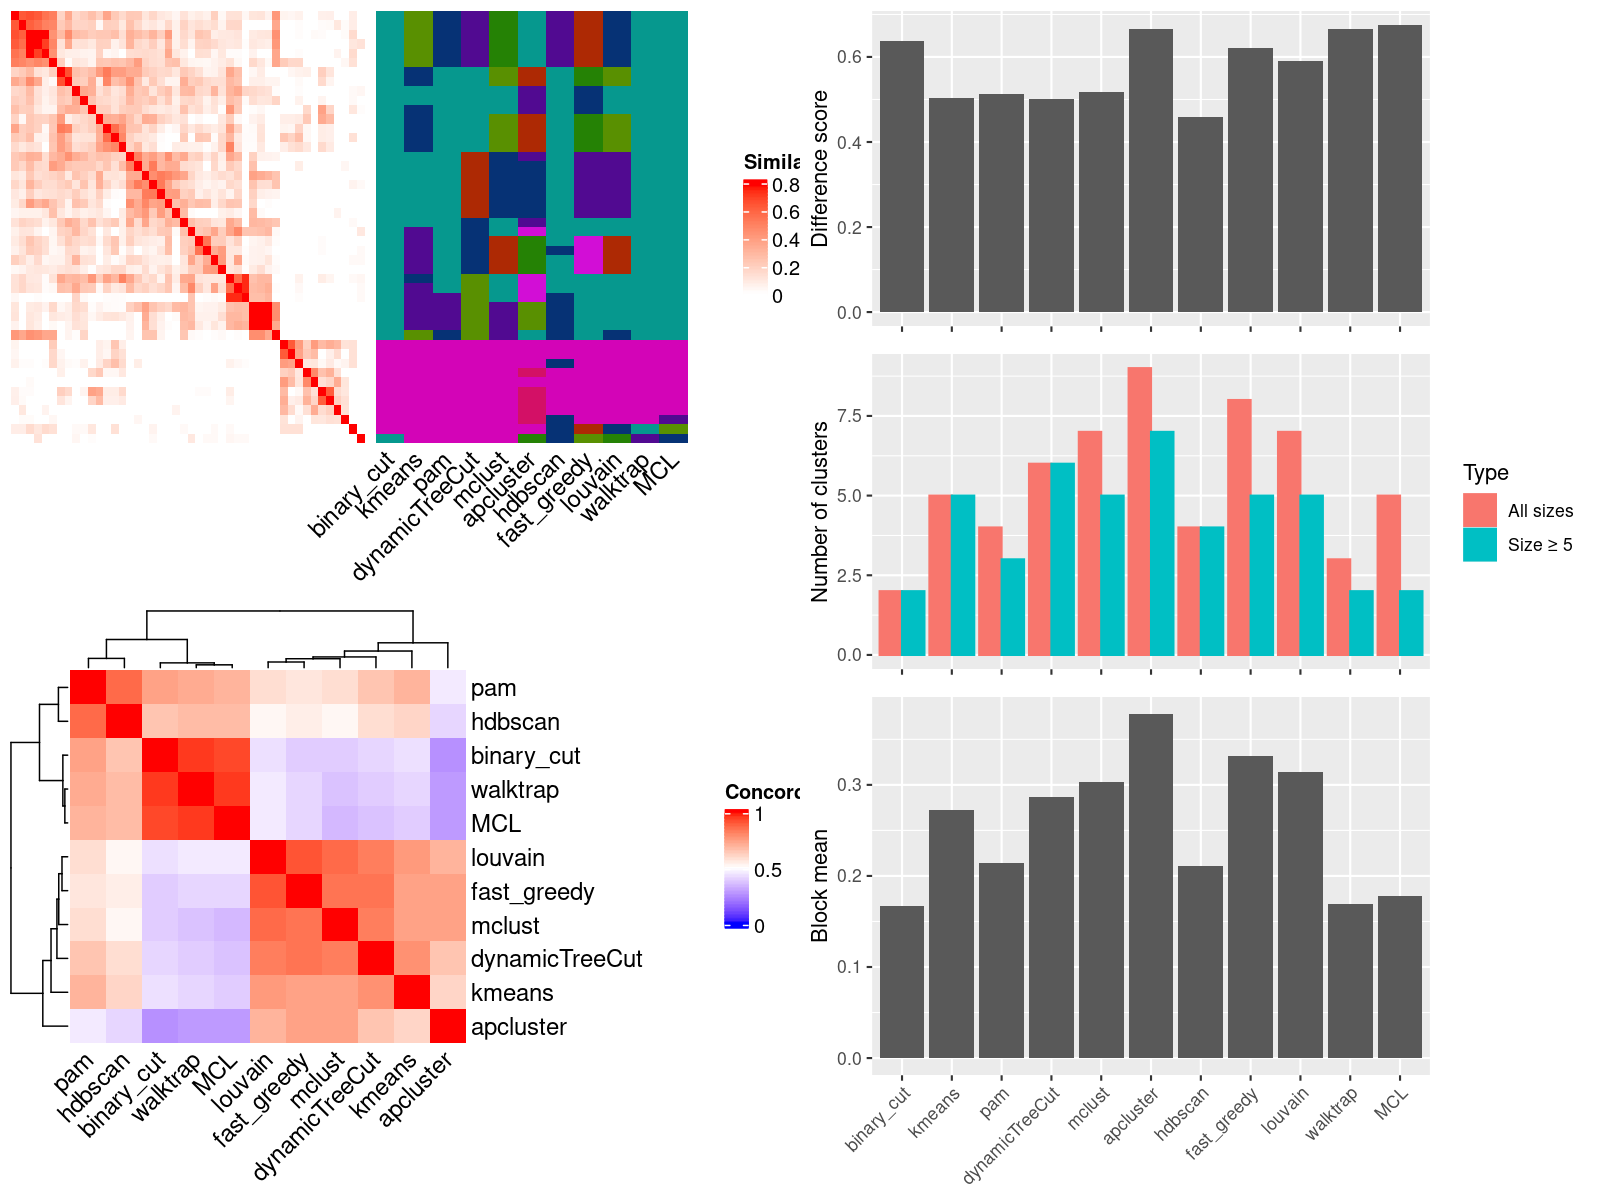 Simila
0.8
0.6
0.4
0.2
0
binary_cut
kmeans
pam
dynamicTreeCut
mclust
apcluster
hdbscan
fast_greedy
louvain
walktrap
MCL
pam
hdbscan
binary_cut
walktrap
MCL
louvain
fast_greedy
mclust
dynamicTreeCut
kmeans
apcluster
pam
hdbscan
binary_cut
walktrap
MCL
louvain
fast_greedy
mclust
dynamicTreeCut
kmeans
apcluster
Concord
1
0.5
0
Difference score
0.6
0.4
0.2
0.0
Number of clusters
7.5
5.0
2.5
0.0
Type
All sizes
Size ≥ 5
Block mean
0.3
0.2
0.1
0.0
binary_cut
kmeans
pam
dynamicTreeCut
mclust
apcluster
hdbscan
fast_greedy
louvain
walktrap
MCL